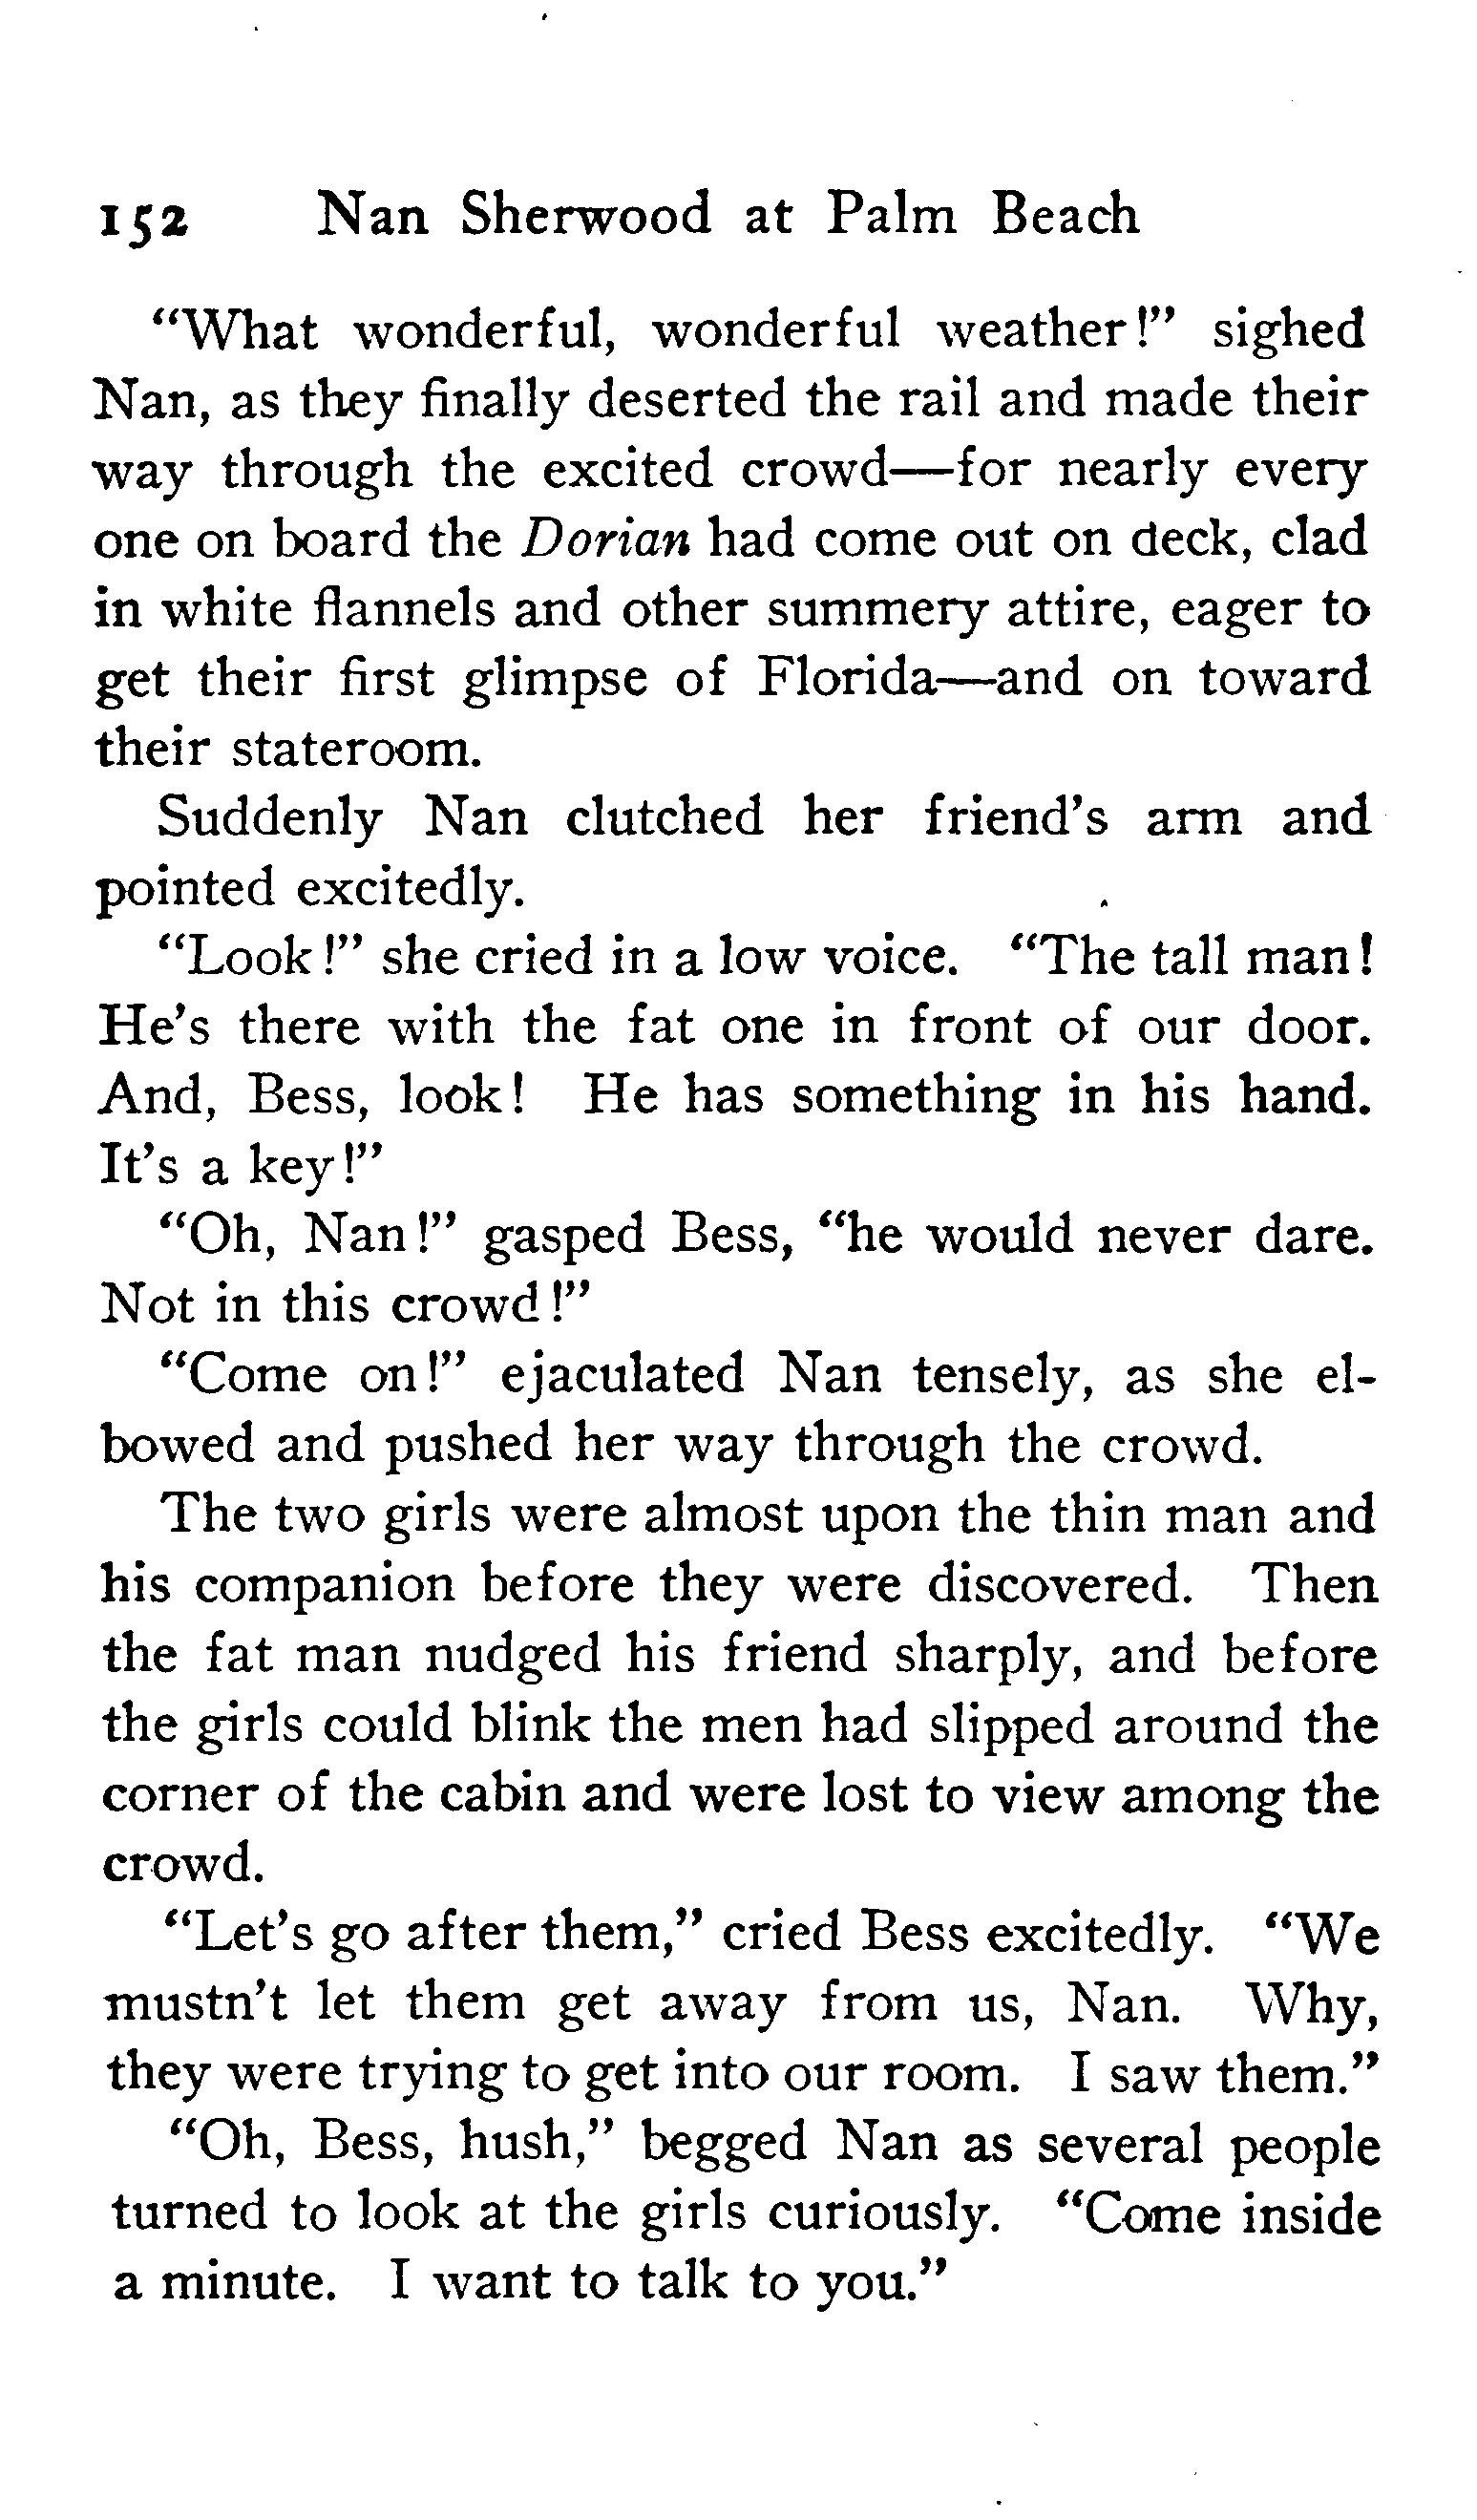 152 Nan Sherwood at Palm Beach
“What wonderful, wonderful weather!” sighed
Nan, as they finally deserted the rail and made their
way through the excited crowd—for nearly every
one on board the Dorian had come out on deck, clad
in white flannels and other summery attire, eager to
get their first glimpse of Florida—and on toward
their stateroom.
Suddenly Nan clutched her friend’s arm and
pointed excitedly.
“Look!” she cried in a low voice. “The tall man!
He’s there with the fat one in front of our door.
And, Bess, look! He has something in his hand.
It’s a key!”
“Oh, Nan!” gasped Bess, “he would never dare.
Not in this crowd!”
“Come on!” ejaculated Nan tensely, as she el-
bowed and pushed her way through the crowd.
The two girls were almost upon the thin man and
his companion before they were discovered. Then
the fat man nudged his friend sharply, and before
the girls could blink the men had slipped around the
corner of the cabin and were lost to view among the
crowd.
“Let’s go after them,” cried Bess excitedly. “We
mustn’t let them get away from us, Nan. Why,
they were trying to get into our room. I saw them.”
“Oh, Bess, hush,” begged Nan as several people
turned to look at the girls curiously. “Come inside
a minute. I want to talk to you.”